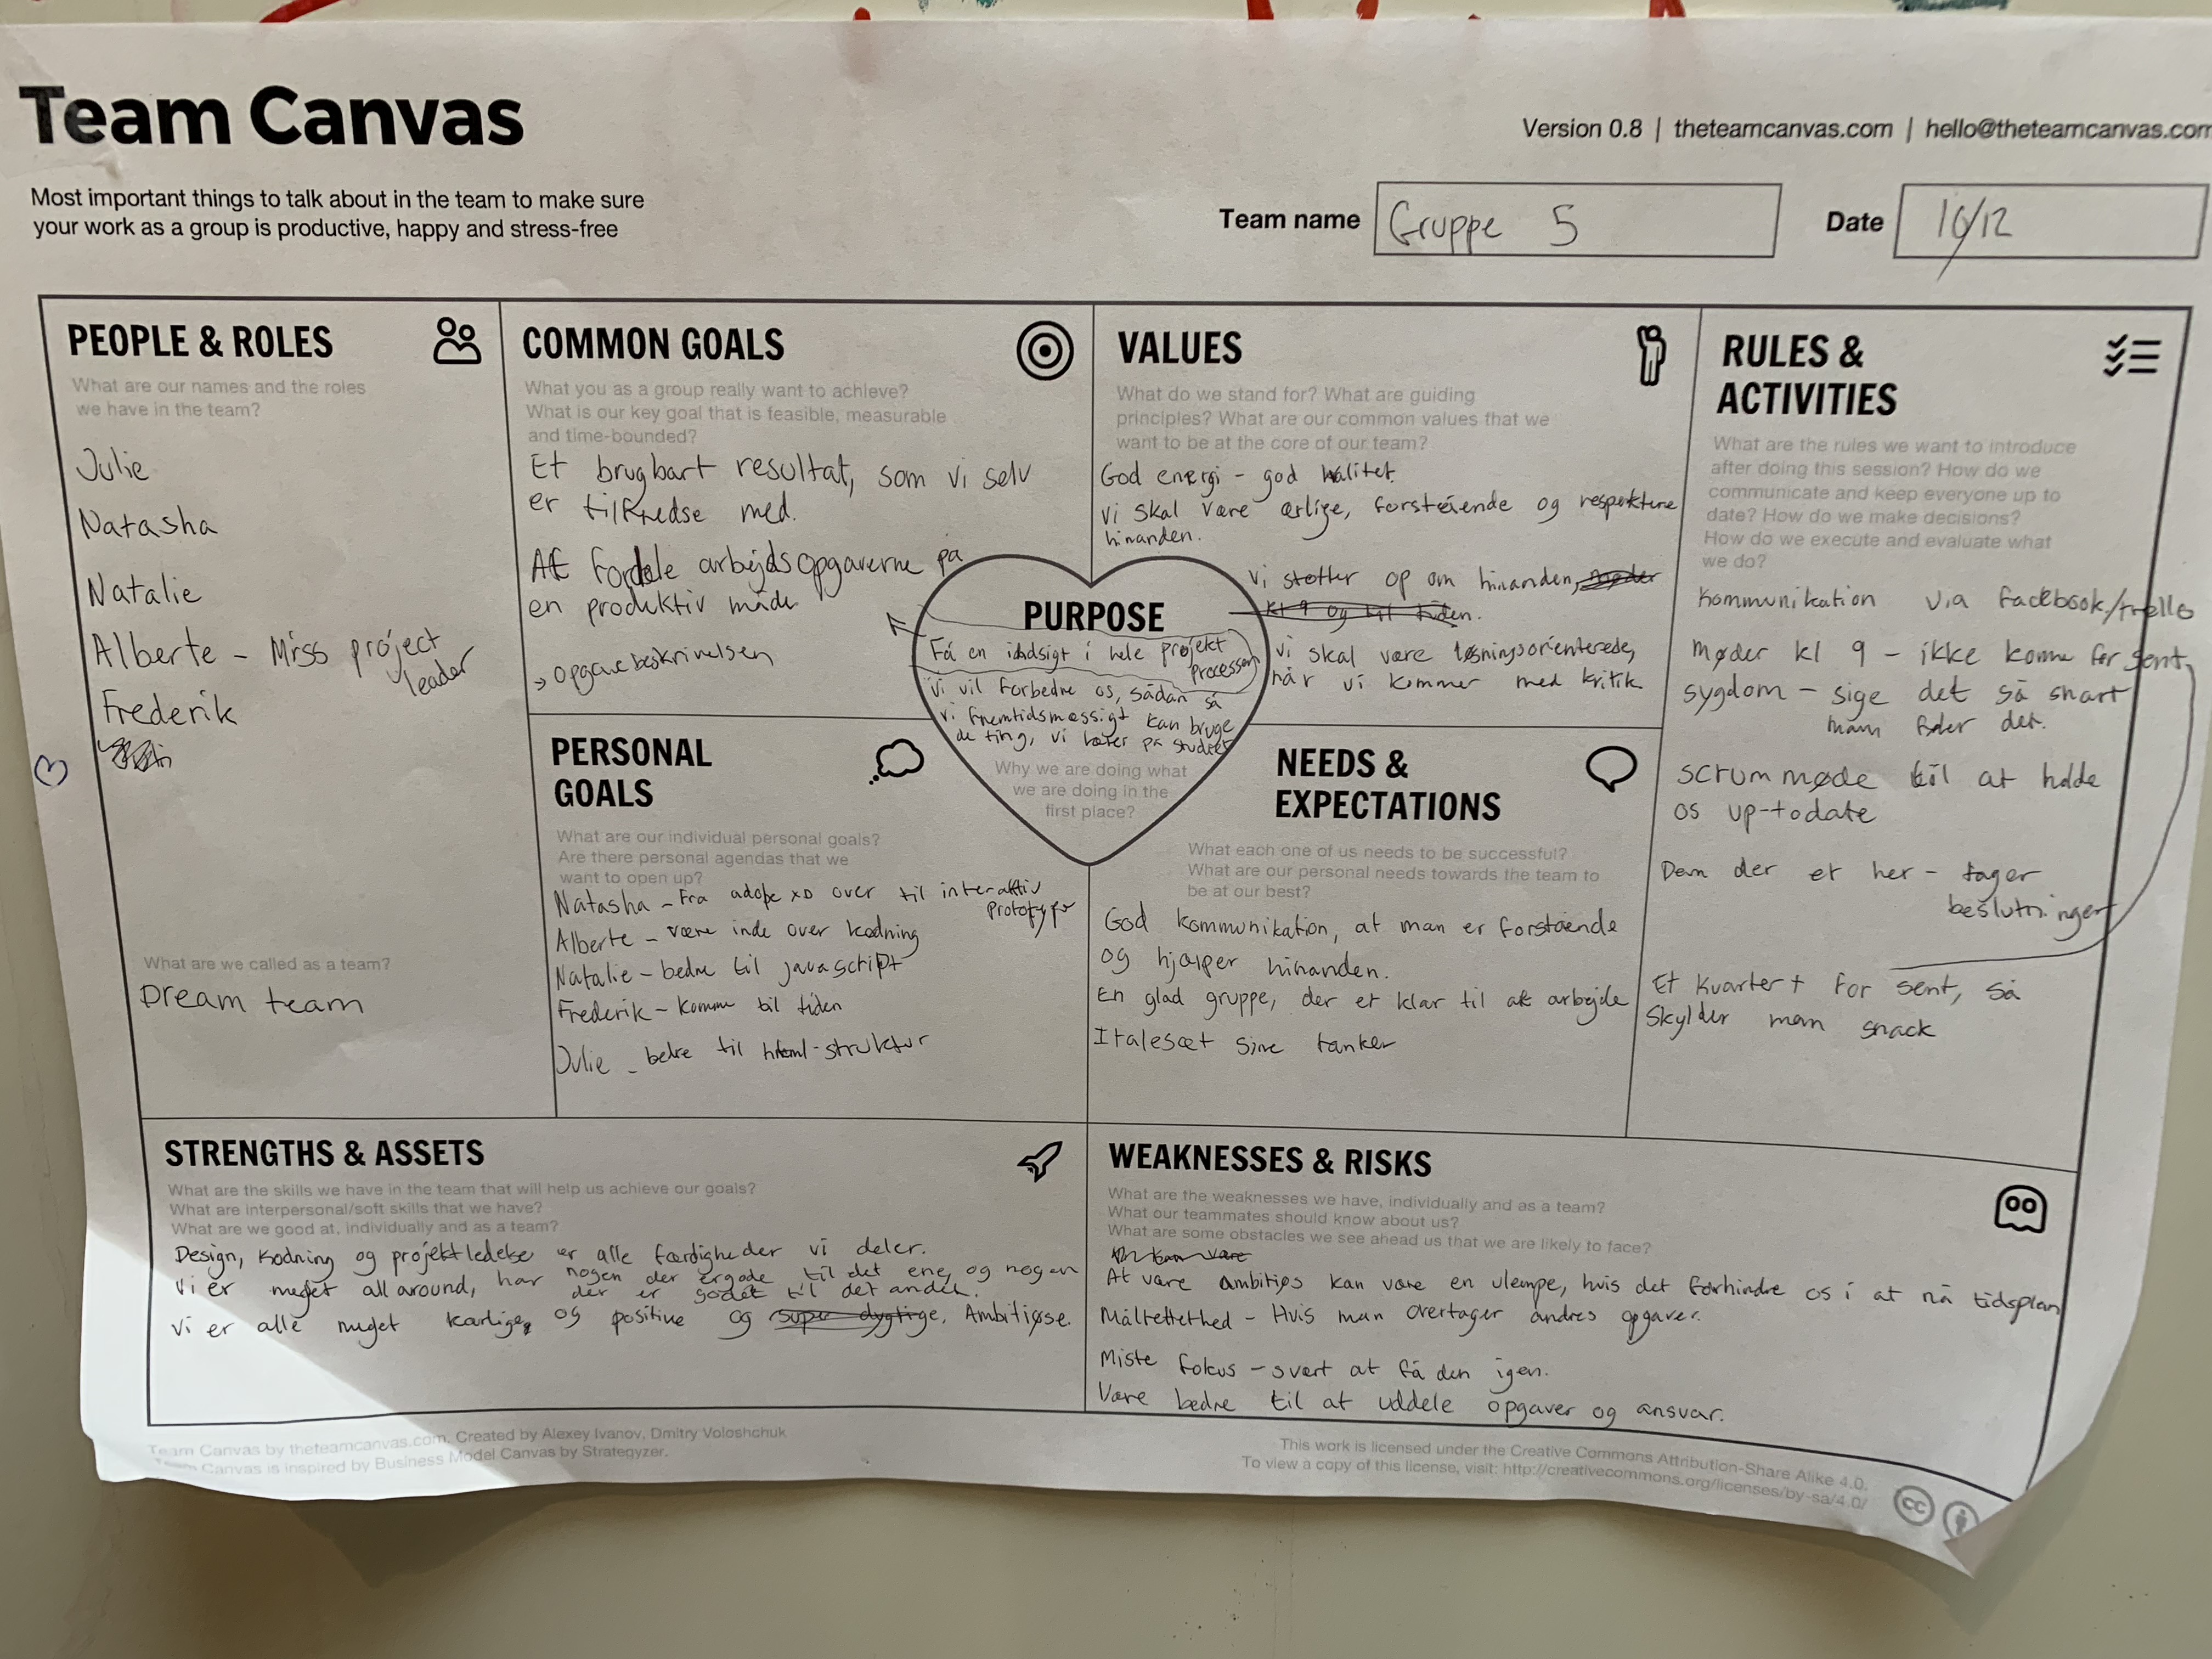 Team Canvas
Version 0.8 | theteamcanvas.com | hello@theteamcanvas.com
Most important things to talk about in the team to make sure
your work as a group is productive, happy and stress-free
Team name
Gruppe 5
Date
10/12
PEOPLE & ROLES
What are our names and the roles
we have in the team?
Julie
Natasha
Natalie
Alberte - Miss project
leader
Frederik
What are we called as a team?
Dream team
COMMON GOALS
What you as a group really want to achieve?
What is our key goal that is feasible, measurable
and time-bounded?
Et brugbart resultat, som vi selv
er tilfredse med.
At fordele arbejdsopgaverne på
en produktiv måde
→ opgavebeskrivelsen
VALUES
What do we stand for? What are guiding
principles? What are our common values that we
want to be at the core of our team?
God energi - god kvalitet.
Vi skal være ærlige, forstående og respektere
hinanden.
Vi støtter op om hinanden, møder
kl 9 og til tiden.
Vi skal være løsningsorienterede,
når vi kommer med kritik.
RULES &
ACTIVITIES
What are the rules we want to introduce
after doing this session? How do we
communicate and keep everyone up to
date? How do we make decisions?
How do we execute and evaluate what
we do?
Kommunikation via facebook/trello
Møder kl 9 - ikke komme for sent,
sygdom - sige det så snart
man føler det.
scrummøde til at holde
os up-to date
Dem der er her - tager
beslutninger
Et kvarter + for sent, så
skylder man snack
PURPOSE
Få en indsigt i hele projekt
processen
Vi vil forbedre os, sådan så
vi fremtidsmæssigt kan bruge
de ting, vi lærer på studiet
Why we are doing what
we are doing in the
first place?
PERSONAL
GOALS
What are our individual personal goals?
Are there personal agendas that we
want to open up?
Natasha - Fra adobe xD over til interaktiv
prototype
Alberte - være inde over kodning
Natalie - bedre til javascript
Frederik - komme til tiden
Julie - bedre til html-struktur
NEEDS &
EXPECTATIONS
What each one of us needs to be successful?
What are our personal needs towards the team to
be at our best?
God kommunikation, at man er forstående
og hjælper hinanden.
En glad gruppe, der er klar til at arbejde
Italesæt sine tanker
STRENGTHS & ASSETS
What are the skills we have in the team that will help us achieve our goals?
What are interpersonal/soft skills that we have?
What are we good at, individually and as a team?
Design, kodning og projektledelse er alle færdigheder vi deler.
Vi er meget all around, har nogen der er gode til det ene, og nogen
der er godt til det andet.
Vi er alle meget kærlige, og positive og super dygtige, Ambitiøse.
WEAKNESSES & RISKS
What are the weaknesses we have, individually and as a team?
What our teammates should know about us?
What are some obstacles we see ahead us that we are likely to face?
kan være
At være ambitiøs kan være en ulempe, hvis det forhindre os i at nå tidsplan
Måltettethed - Hvis man overtager andres opgaver.
Miste fokus - svært at få den igen.
Være bedre til at uddele opgaver og ansvar.
Team Canvas by theteamcanvas.com. Created by Alexey Ivanov, Dmitry Voloshchuk
Team Canvas is inspired by Business Model Canvas by Strategyzer.
This work is licensed under the Creative Commons Attribution-Share Alike 4.0.
To view a copy of this license, visit: http://creativecommons.org/licenses/by-sa/4.0/
cc